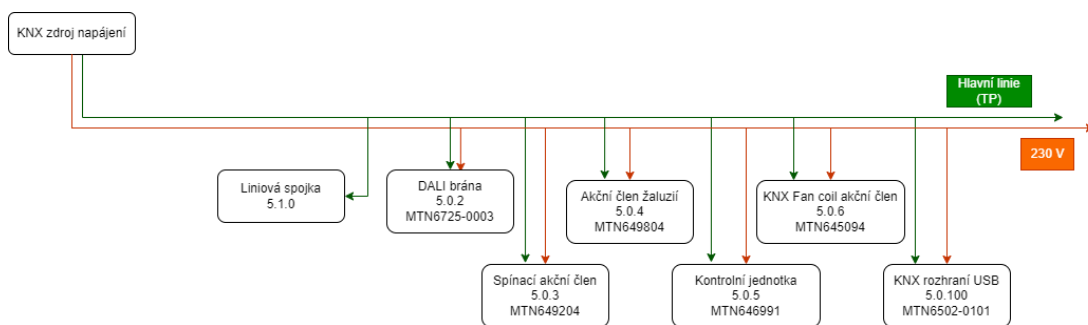 KNX zdroj napájení
Hlavní linie
(TP)
230 V
Liniová spojka
5.1.0
DALI brána
5.0.2
MTN6725-0003
Akční člen žaluzií
5.0.4
MTN649804
KNX Fan coil akční člen
5.0.6
MTN645094
Spínací akční člen
5.0.3
MTN649204
Kontrolní jednotka
5.0.5
MTN646991
KNX rozhraní USB
5.0.100
MTN6502-0101